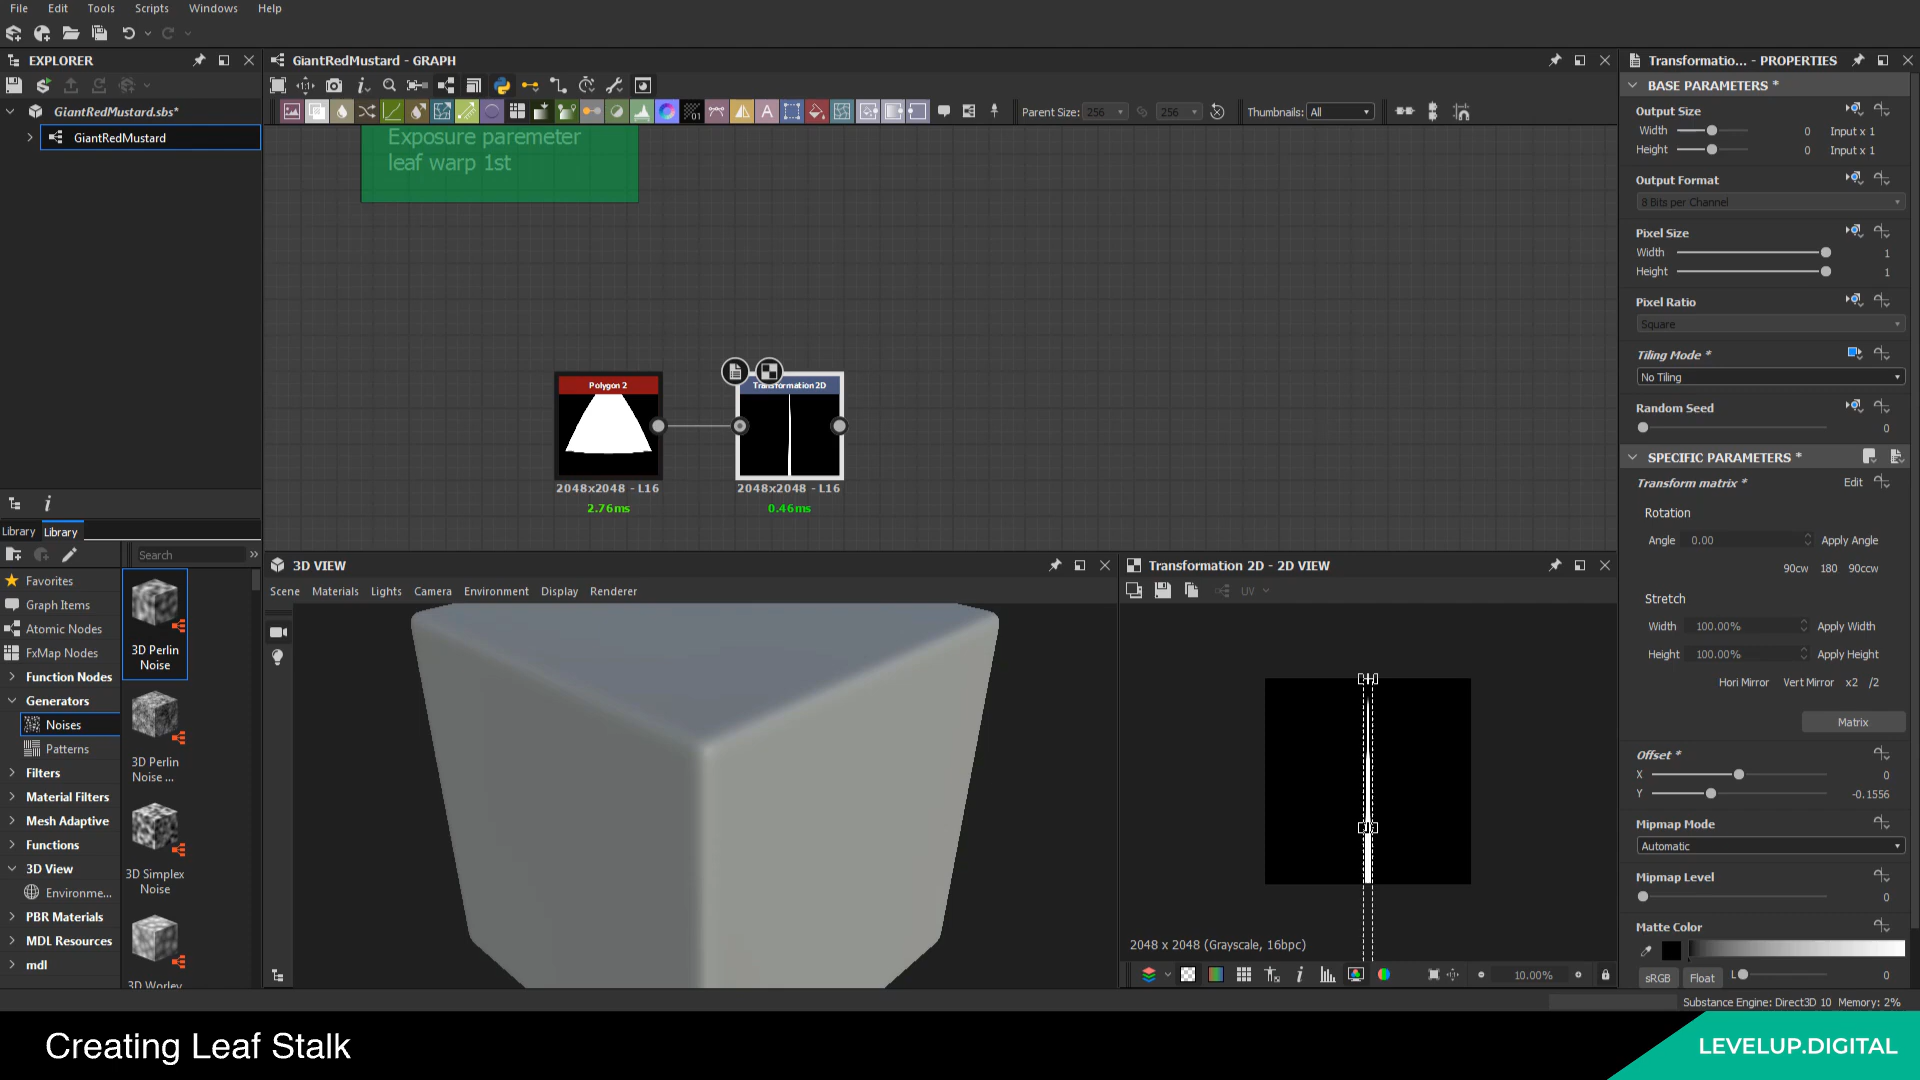 File Edit Tools Scripts Windows Help
EXPLORER
GiantRedMustard.sbs*
GiantRedMustard
GiantRedMustard - GRAPH
Parent Size: 256 256
Thumbnails: All
Exposure paremeter
leaf warp 1st
Polygon 2
2048x2048 - L16
2.76ms
Transformation 2D
2048x2048 - L16
0.46ms
Library Library
Search
Favorites
Graph Items
Atomic Nodes
FxMap Nodes
Function Nodes
Generators
Noises
Patterns
Filters
Material Filters
Mesh Adaptive
Functions
3D View
Environme...
PBR Materials
MDL Resources
mdl
3D Perlin
Noise
3D Perlin
Noise ...
3D Simplex
Noise
3D Worley
3D VIEW
Scene Materials Lights Camera Environment Display Renderer
Transformation 2D - 2D VIEW
UV
2048 x 2048 (Grayscale, 16bpc)
10.00%
Transformatio... - PROPERTIES
BASE PARAMETERS *
Output Size
Width 0 Input x 1
Height 0 Input x 1
Output Format
8 Bits per Channel
Pixel Size
Width 1
Height 1
Pixel Ratio
Square
Tiling Mode *
No Tiling
Random Seed
0
SPECIFIC PARAMETERS *
Transform matrix * Edit
Rotation
Angle 0.00 Apply Angle
90cw 180 90ccw
Stretch
Width 100.00% Apply Width
Height 100.00% Apply Height
Hori Mirror Vert Mirror x2 /2
Matrix
Offset *
X 0
Y -0.1556
Mipmap Mode
Automatic
Mipmap Level
0
Matte Color
sRGB Float L 0
Substance Engine: Direct3D 10 Memory: 2%
Creating Leaf Stalk
LEVELUP.DIGITAL